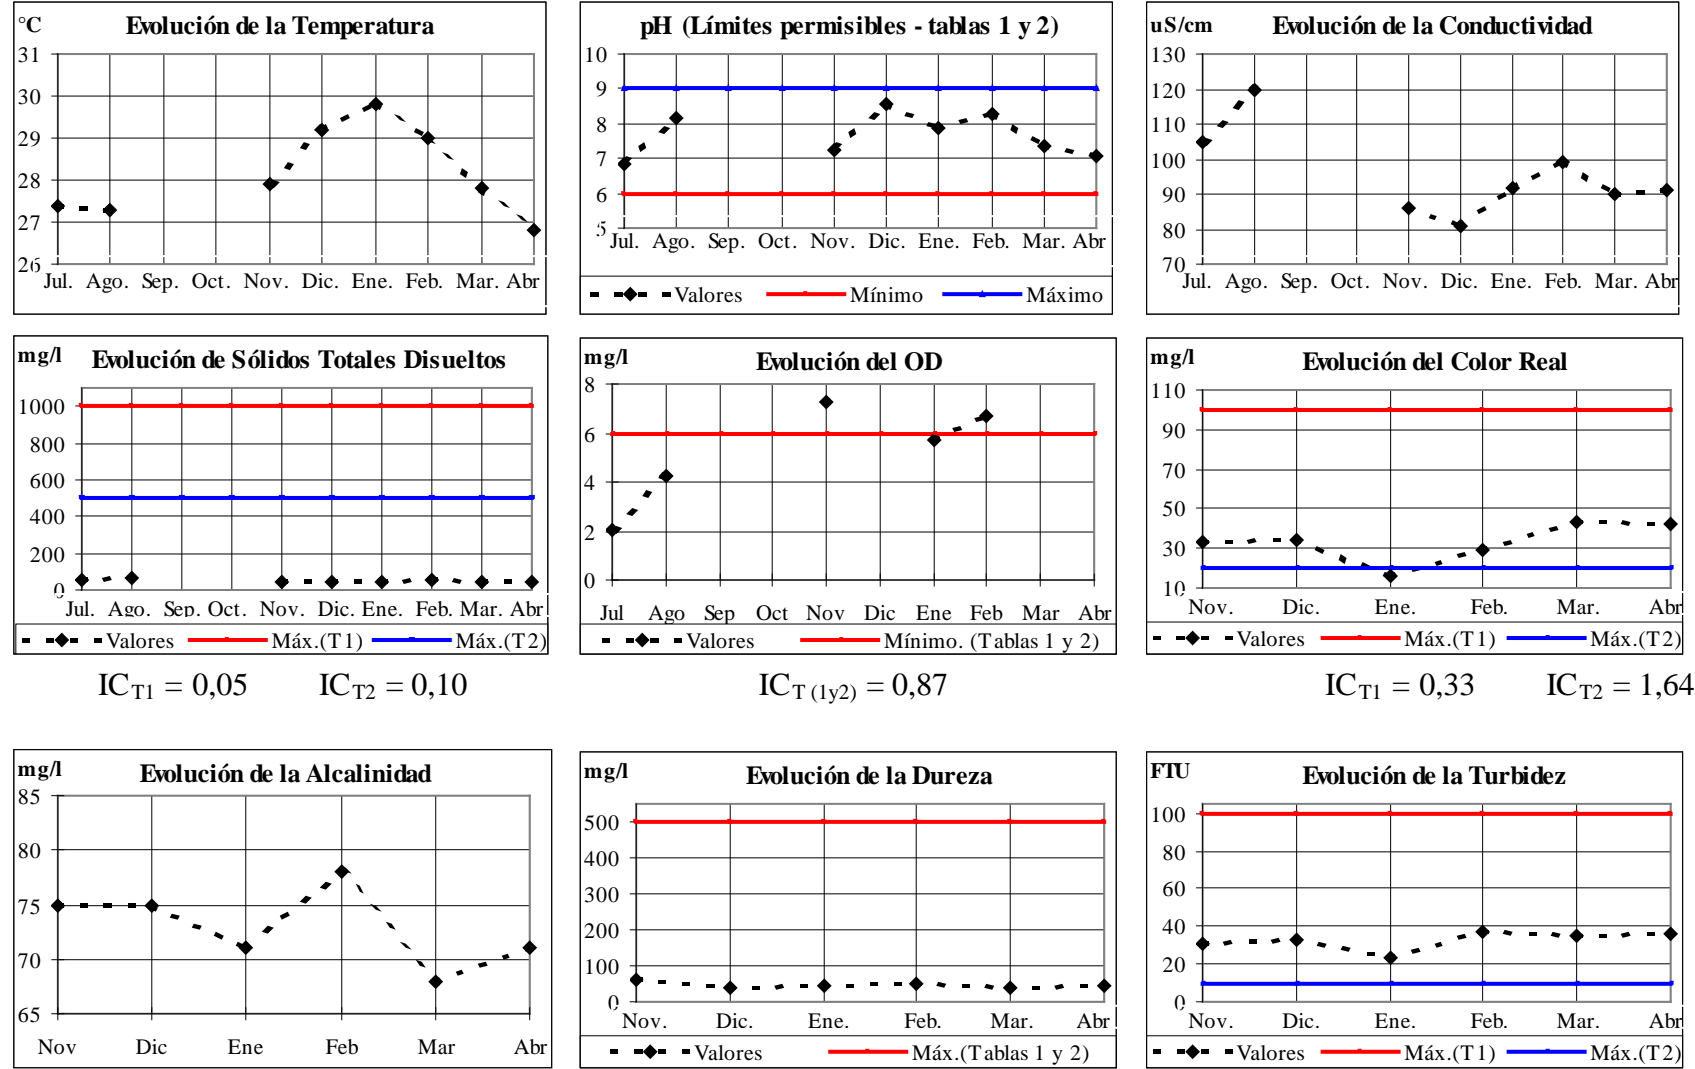 °C Evolución de la Temperatura
31
30
29
28
27
26
Jul. Ago. Sep. Oct. Nov. Dic. Ene. Feb. Mar. Abr
pH (Límites permisibles - tablas 1 y 2)
10
9
8
7
6
5
Jul. Ago. Sep. Oct. Nov. Dic. Ene. Feb. Mar. Abr
Valores Mínimo Máximo
uS/cm Evolución de la Conductividad
130
120
110
100
90
80
70
Jul. Ago. Sep. Oct. Nov. Dic. Ene. Feb. Mar. Abr
mg/l Evolución de Sólidos Totales Disueltos
1000
800
600
400
200
0
Jul. Ago. Sep. Oct. Nov. Dic. Ene. Feb. Mar. Abr
Valores Máx.(T1) Máx.(T2)
IC T1 = 0,05 IC T2 = 0,10
mg/l Evolución del OD
8
6
4
2
0
Jul Ago Sep Oct Nov Dic Ene Feb Mar Abr
Valores Mínimo. (Tablas 1 y 2)
IC T (1y2) = 0,87
mg/l Evolución del Color Real
110
90
70
50
30
10
Nov. Dic. Ene. Feb. Mar. Abr
Valores Máx.(T1) Máx.(T2)
IC T1 = 0,33 IC T2 = 1,64
mg/l Evolución de la Alcalinidad
85
80
75
70
65
Nov Dic Ene Feb Mar Abr
mg/l Evolución de la Dureza
500
400
300
200
100
0
Nov. Dic. Ene. Feb. Mar. Abr
Valores Máx.(Tablas 1 y 2)
FTU Evolución de la Turbidez
100
80
60
40
20
0
Nov. Dic. Ene. Feb. Mar. Abr
Valores Máx.(T1) Máx.(T2)